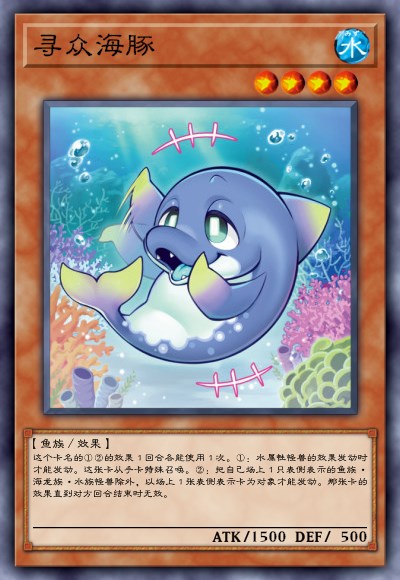 寻众海豚
水
【鱼族／效果】
这个卡名的①②的效果1回合各能使用1次。①：水属性怪兽的效果发动时
才能发动。这张卡从手卡特殊召唤。②：把自己场上1只表侧表示的鱼族·
海龙族·水族怪兽除外，以场上1张表侧表示卡为对象才能发动。那张卡的
效果直到对方回合结束时无效。
ATK/1500 DEF/ 500